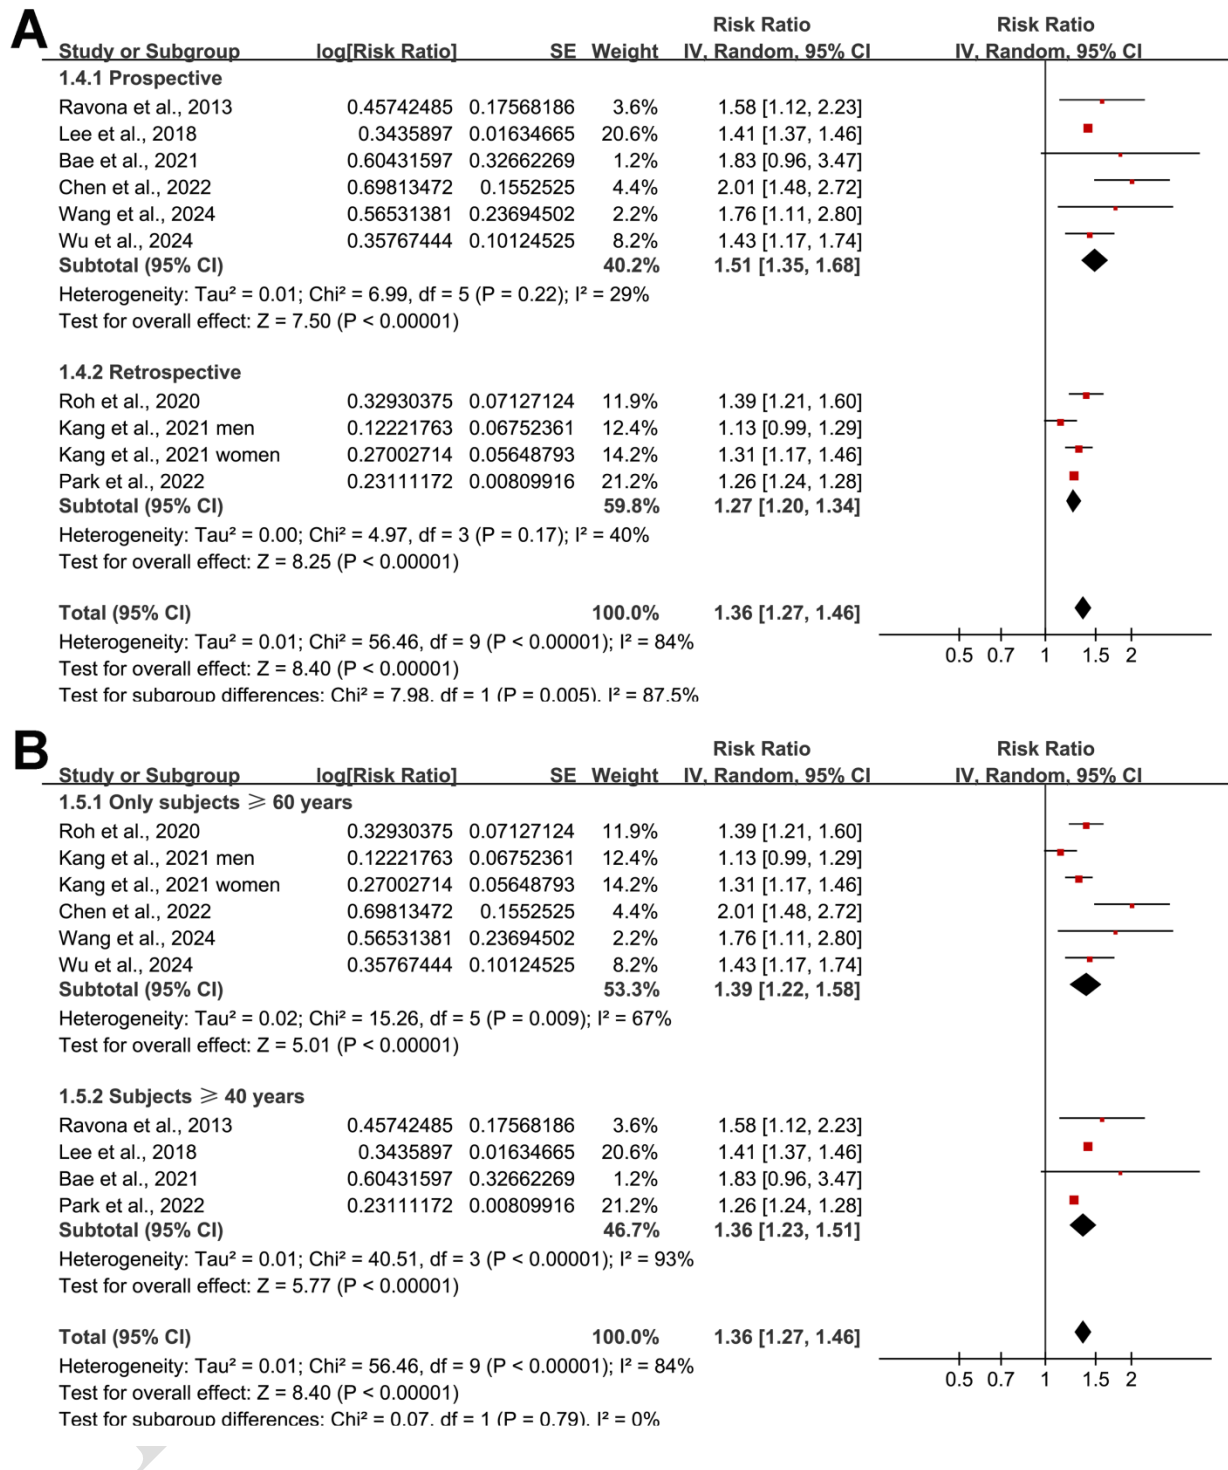 A
Risk Ratio Risk Ratio
Study or Subgroup log[Risk Ratio] SE Weight IV, Random, 95% CI IV, Random, 95% CI
1.4.1 Prospective
Ravona et al., 2013 0.45742485 0.17568186 3.6% 1.58 [1.12, 2.23]
Lee et al., 2018 0.3435897 0.01634665 20.6% 1.41 [1.37, 1.46]
Bae et al., 2021 0.60431597 0.32662269 1.2% 1.83 [0.96, 3.47]
Chen et al., 2022 0.69813472 0.1552525 4.4% 2.01 [1.48, 2.72]
Wang et al., 2024 0.56531381 0.23694502 2.2% 1.76 [1.11, 2.80]
Wu et al., 2024 0.35767444 0.10124525 8.2% 1.43 [1.17, 1.74]
Subtotal (95% CI) 40.2% 1.51 [1.35, 1.68]
Heterogeneity: Tau² = 0.01; Chi² = 6.99, df = 5 (P = 0.22); I² = 29%
Test for overall effect: Z = 7.50 (P < 0.00001)
1.4.2 Retrospective
Roh et al., 2020 0.32930375 0.07127124 11.9% 1.39 [1.21, 1.60]
Kang et al., 2021 men 0.12221763 0.06752361 12.4% 1.13 [0.99, 1.29]
Kang et al., 2021 women 0.27002714 0.05648793 14.2% 1.31 [1.17, 1.46]
Park et al., 2022 0.23111172 0.00809916 21.2% 1.26 [1.24, 1.28]
Subtotal (95% CI) 59.8% 1.27 [1.20, 1.34]
Heterogeneity: Tau² = 0.00; Chi² = 4.97, df = 3 (P = 0.17); I² = 40%
Test for overall effect: Z = 8.25 (P < 0.00001)
Total (95% CI) 100.0% 1.36 [1.27, 1.46]
Heterogeneity: Tau² = 0.01; Chi² = 56.46, df = 9 (P < 0.00001); I² = 84%
0.5 0.7 1 1.5 2
Test for overall effect: Z = 8.40 (P < 0.00001)
Test for subgroup differences: Chi² = 7.98, df = 1 (P = 0.005), I² = 87.5%
B
Risk Ratio Risk Ratio
Study or Subgroup log[Risk Ratio] SE Weight IV, Random, 95% CI IV, Random, 95% CI
1.5.1 Only subjects ≥ 60 years
Roh et al., 2020 0.32930375 0.07127124 11.9% 1.39 [1.21, 1.60]
Kang et al., 2021 men 0.12221763 0.06752361 12.4% 1.13 [0.99, 1.29]
Kang et al., 2021 women 0.27002714 0.05648793 14.2% 1.31 [1.17, 1.46]
Chen et al., 2022 0.69813472 0.1552525 4.4% 2.01 [1.48, 2.72]
Wang et al., 2024 0.56531381 0.23694502 2.2% 1.76 [1.11, 2.80]
Wu et al., 2024 0.35767444 0.10124525 8.2% 1.43 [1.17, 1.74]
Subtotal (95% CI) 53.3% 1.39 [1.22, 1.58]
Heterogeneity: Tau² = 0.02; Chi² = 15.26, df = 5 (P = 0.009); I² = 67%
Test for overall effect: Z = 5.01 (P < 0.00001)
1.5.2 Subjects ≥ 40 years
Ravona et al., 2013 0.45742485 0.17568186 3.6% 1.58 [1.12, 2.23]
Lee et al., 2018 0.3435897 0.01634665 20.6% 1.41 [1.37, 1.46]
Bae et al., 2021 0.60431597 0.32662269 1.2% 1.83 [0.96, 3.47]
Park et al., 2022 0.23111172 0.00809916 21.2% 1.26 [1.24, 1.28]
Subtotal (95% CI) 46.7% 1.36 [1.23, 1.51]
Heterogeneity: Tau² = 0.01; Chi² = 40.51, df = 3 (P < 0.00001); I² = 93%
Test for overall effect: Z = 5.77 (P < 0.00001)
Total (95% CI) 100.0% 1.36 [1.27, 1.46]
Heterogeneity: Tau² = 0.01; Chi² = 56.46, df = 9 (P < 0.00001); I² = 84%
0.5 0.7 1 1.5 2
Test for overall effect: Z = 8.40 (P < 0.00001)
Test for subgroup differences: Chi² = 0.07, df = 1 (P = 0.79), I² = 0%